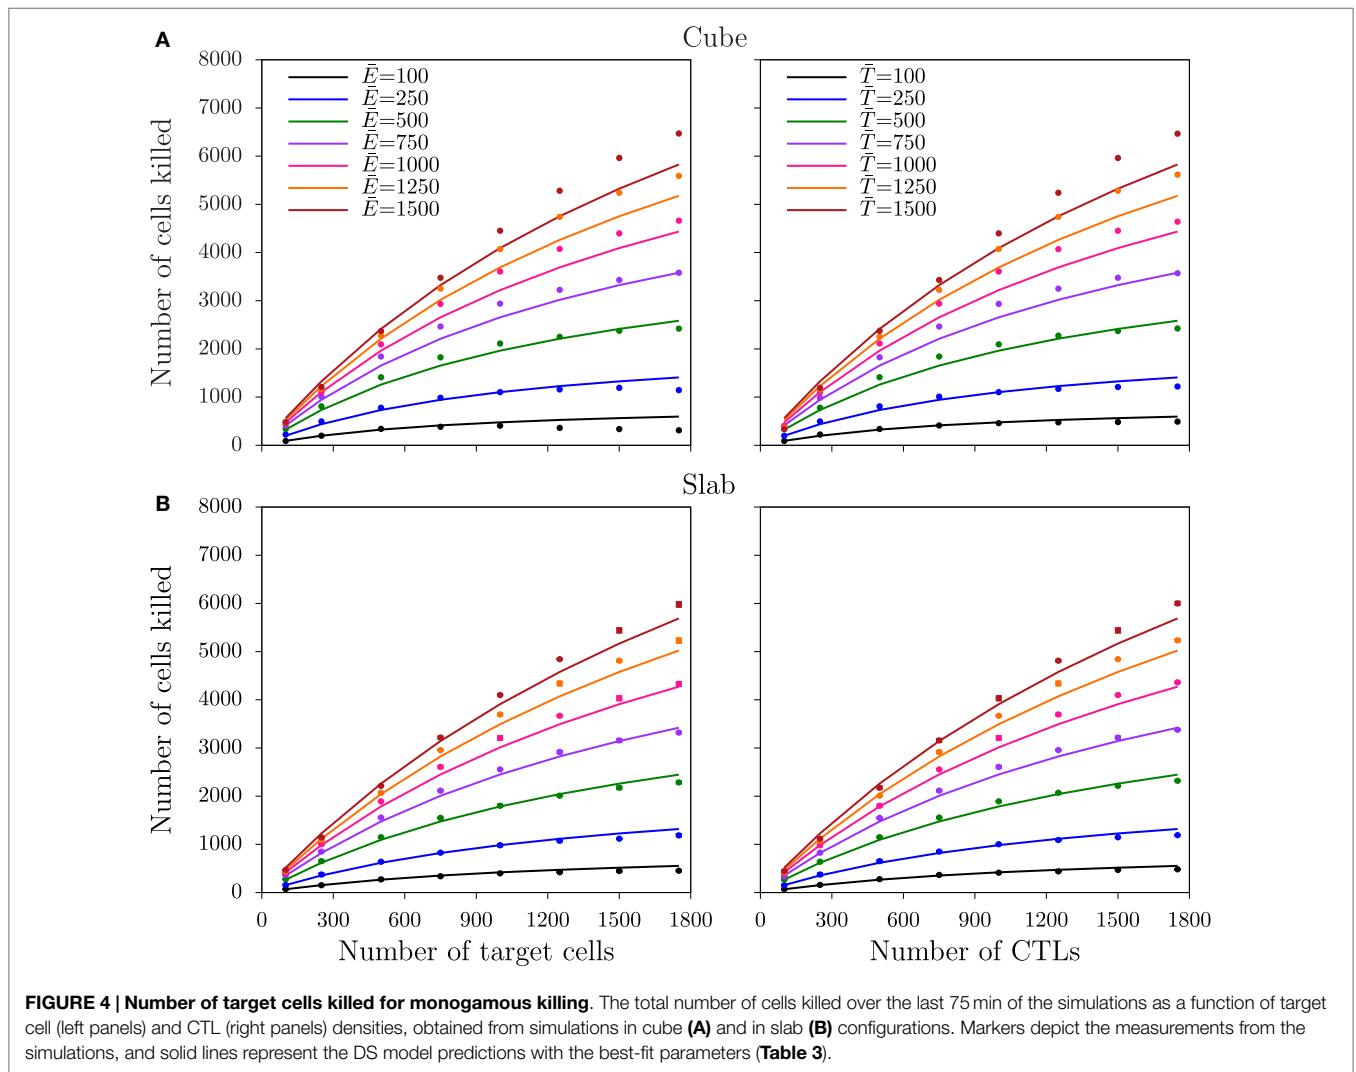 A
Cube
8000
7000
6000
5000
4000
3000
2000
1000
0
Number of cells killed
Ē=100
Ē=250
Ē=500
Ē=750
Ē=1000
Ē=1250
Ē=1500
T̄=100
T̄=250
T̄=500
T̄=750
T̄=1000
T̄=1250
T̄=1500
B
Slab
8000
7000
6000
5000
4000
3000
2000
1000
0
Number of cells killed
0 300 600 900 1200 1500 1800
0 300 600 900 1200 1500 1800
Number of target cells
Number of CTLs
FIGURE 4 | Number of target cells killed for monogamous killing. The total number of cells killed over the last 75 min of the simulations as a function of target
cell (left panels) and CTL (right panels) densities, obtained from simulations in cube (A) and in slab (B) configurations. Markers depict the measurements from the
simulations, and solid lines represent the DS model predictions with the best-fit parameters (Table 3).